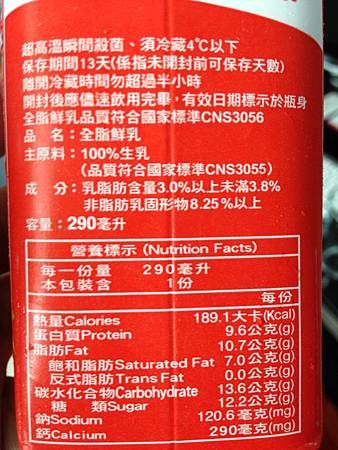 超高溫瞬間殺菌、須冷藏4℃以下
保存期限13天(係指未開封前可保存天數)
離開冷藏時間勿超過半小時
開封後應儘速飲用完畢，有效日期標示於瓶身
全脂鮮乳品質符合國家標準CNS3056
品　名：全脂鮮乳
主原料：100%生乳
(品質符合國家標準CNS3055)
成　分：乳脂肪含量3.0%以上未滿3.8%
非脂肪乳固形物8.25%以上
容量：290毫升
營養標示 (Nutrition Facts)
每一份量　290毫升
本包裝含　1份
每份
熱量Calories 189.1大卡(Kcal)
蛋白質Protein 9.6公克(g)
脂肪Fat 10.7公克(g)
飽和脂肪Saturated Fat 7.0公克(g)
反式脂肪Trans Fat 0.0公克(g)
碳水化合物Carbohydrate 13.6公克(g)
糖　類Sugar 12.2公克(g)
鈉Sodium 120.6毫克(mg)
鈣Calcium 290毫克(mg)